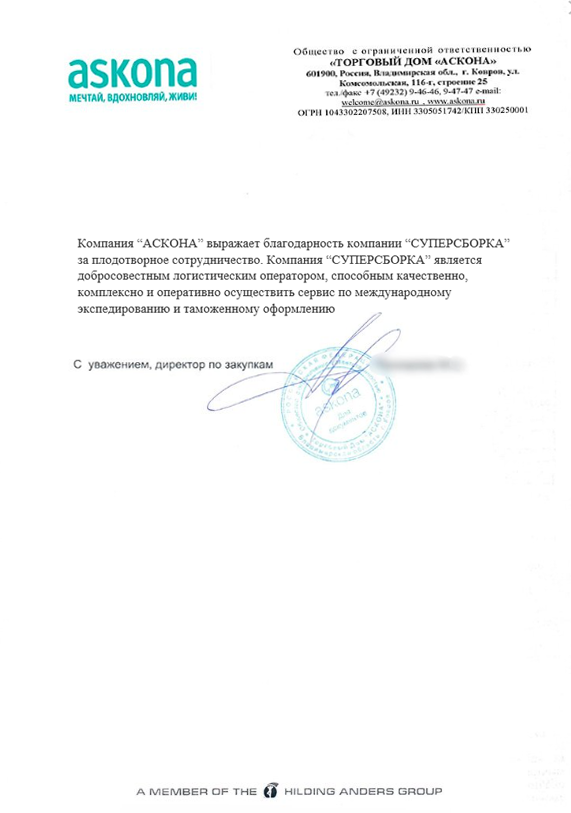 askona
МЕЧТАЙ, ВДОХНОВЛЯЙ, ЖИВИ!
Общество с ограниченной ответственностью
«ТОРГОВЫЙ ДОМ «АСКОНА»
601900, Россия, Владимирская обл., г. Ковров, ул.
Комсомольская, 116-г, строение 25
тел./факс +7 (49232) 9-46-46, 9-47-47 e-mail:
welcome@askona.ru , www.askona.ru
ОГРН 1043302207508, ИНН 3305051742/КПП 330250001
Компания “АСКОНА” выражает благодарность компании “СУПЕРСБОРКА”
за плодотворное сотрудничество. Компания “СУПЕРСБОРКА” является
добросовестным логистическим оператором, способным качественно,
комплексно и оперативно осуществить сервис по международному
экспедированию и таможенному оформлению
С уважением, директор по закупкам
askona
Для
документов
A MEMBER OF THE HILDING ANDERS GROUP